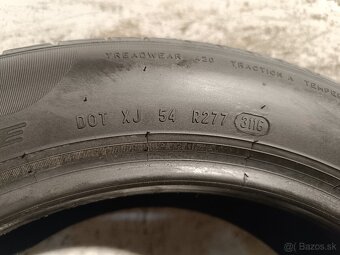 TREADWEAR 420 TRACTION A TEMPE
E DOT XJ 54 R277 3116
Bazos.sk